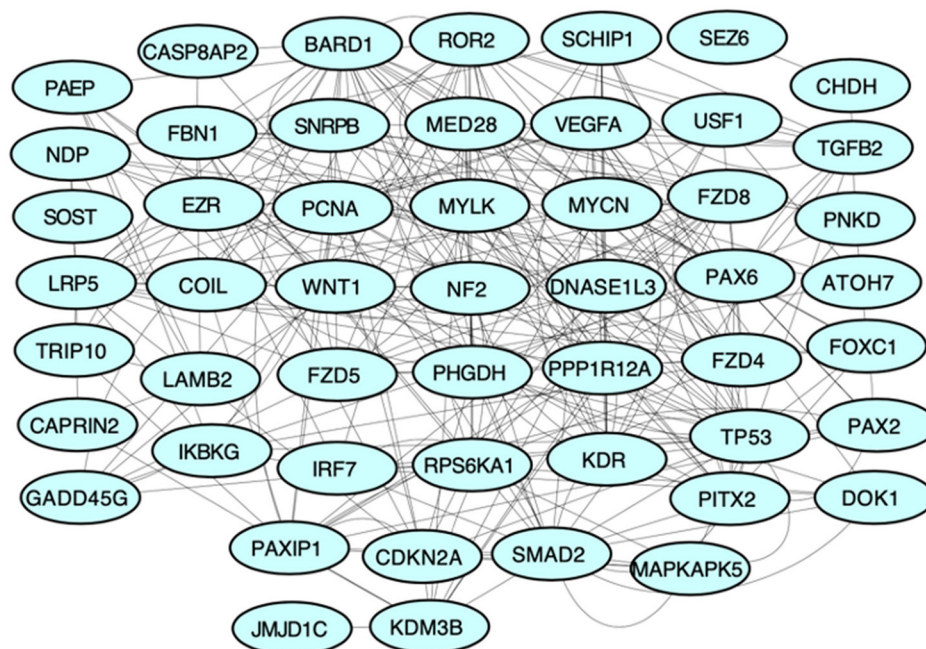 CASP8AP2 BARD1 ROR2 SCHIP1 SEZ6
PAEP CHDH
FBN1 SNRPB MED28 VEGFA USF1
NDP TGFB2
SOST EZR PCNA MYLK MYCN FZD8 PNKD
LRP5 COIL WNT1 NF2 DNASE1L3 PAX6 ATOH7
TRIP10 FOXC1
LAMB2 FZD5 PHGDH PPP1R12A FZD4
CAPRIN2 TP53 PAX2
IKBKG IRF7 RPS6KA1 KDR
GADD45G PITX2 DOK1
PAXIP1 CDKN2A SMAD2 MAPKAPK5
JMJD1C KDM3B